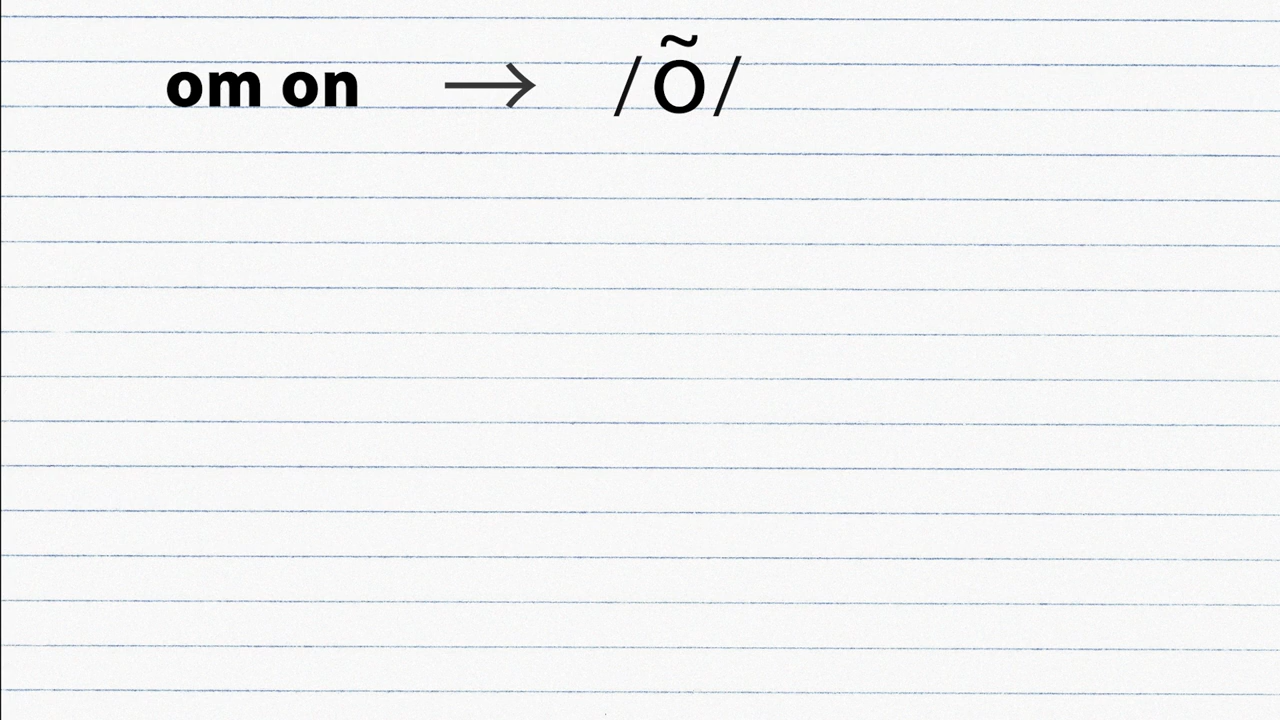 om on → /õ/